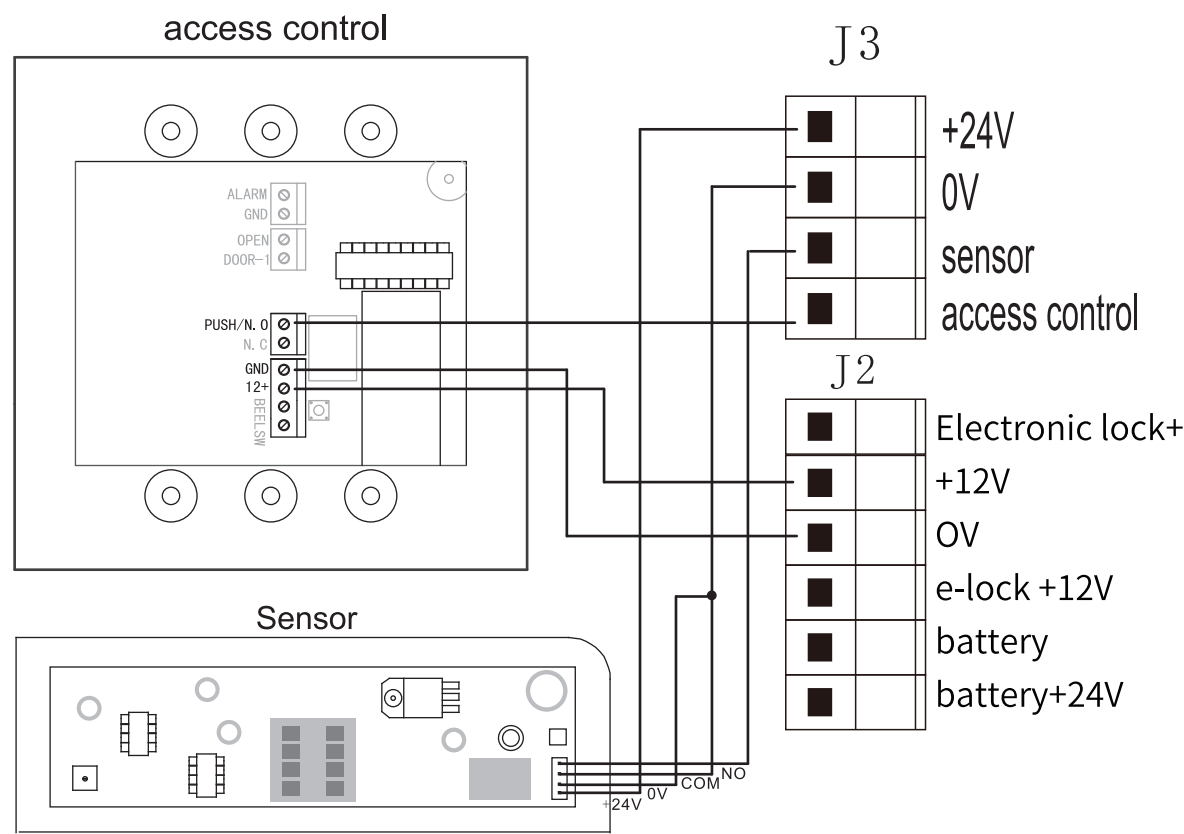 access control
ALARM
GND
OPEN
DOOR-1
PUSH/N.O
N.C
GND
12+
BEELSW
J3
+24V
0V
sensor
access control
J2
Electronic lock+
+12V
OV
e-lock +12V
battery
battery+24V
Sensor
+24V
0V
COM
NO